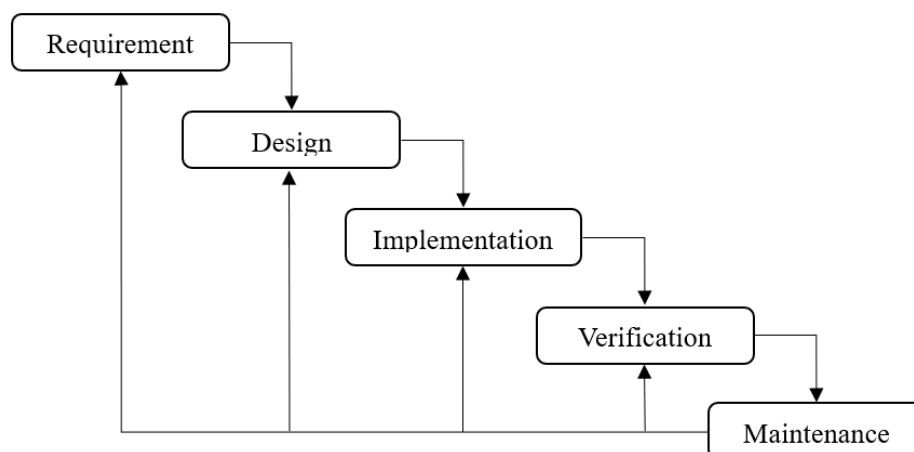 Requirement
Design
Implementation
Verification
Maintenance